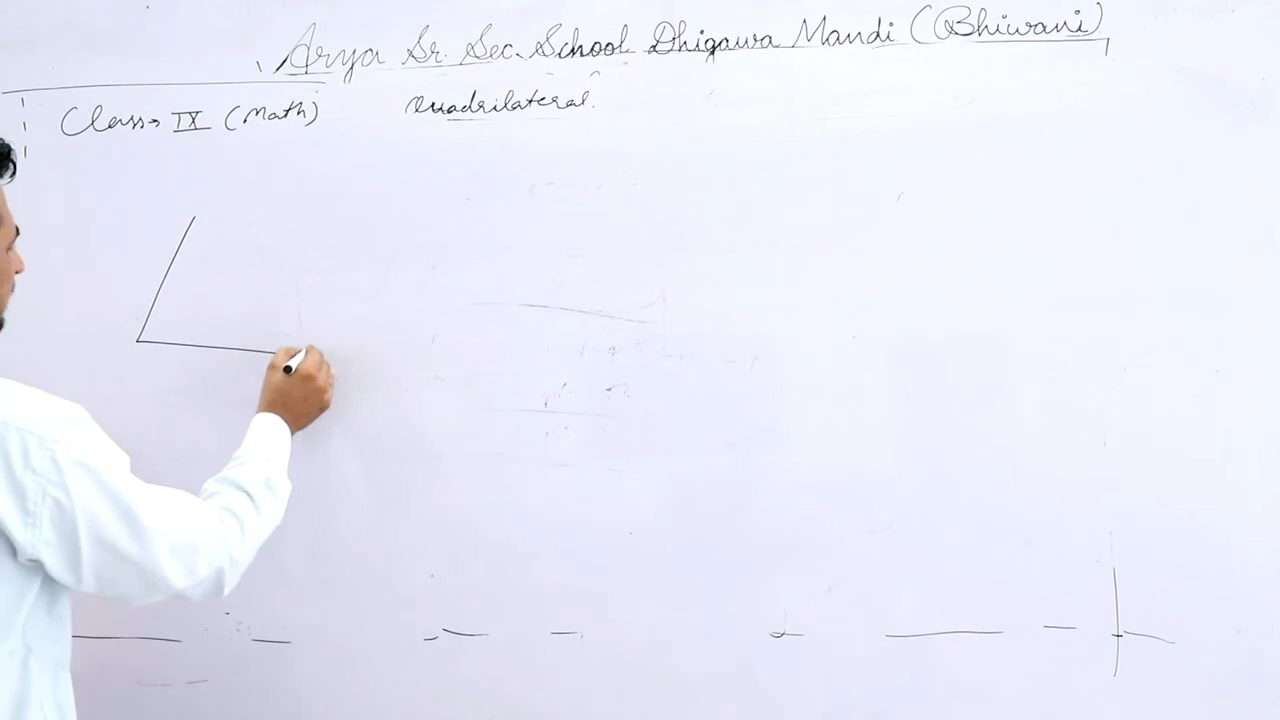 Arya Sr. Sec. School Dhigawa Mandi (Bhiwani)
Class → IX (Math) Quadrilateral.